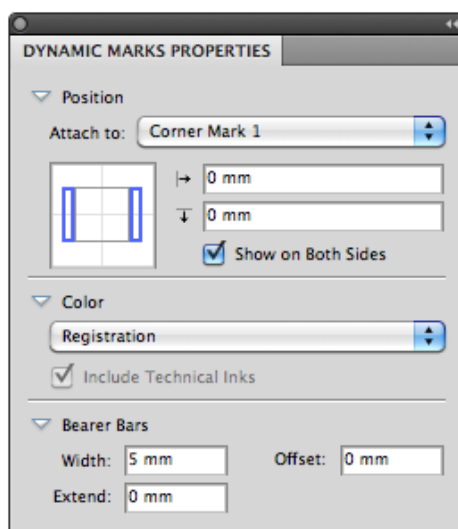 DYNAMIC MARKS PROPERTIES
Position
Attach to: Corner Mark 1
0 mm
0 mm
Show on Both Sides
Color
Registration
Include Technical Inks
Bearer Bars
Width: 5 mm Offset: 0 mm
Extend: 0 mm